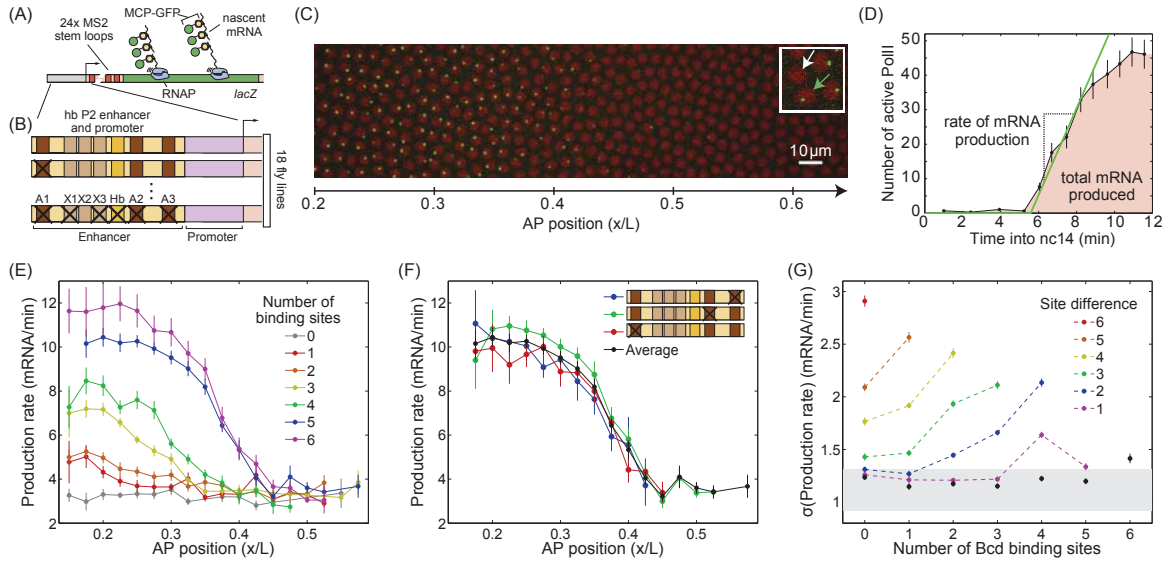 (A)
MCP-GFP
nascent
mRNA
24x MS2
stem loops
RNAP
lacZ
(B)
hb P2 enhancer
and promoter
18 fly lines
A1 X1 X2 X3 Hb A2 A3
Enhancer
Promoter
(C)
10 µm
0.2 0.3 0.4 0.5 0.6
AP position (x/L)
(D)
Number of active PolII
50
40
30
20
10
0
rate of mRNA
production
total mRNA
produced
0 2 4 6 8 10 12
Time into nc14 (min)
(E)
Production rate (mRNA/min)
12
10
8
6
4
2
Number of
binding sites
0
1
2
3
4
5
6
0.2 0.3 0.4 0.5
AP position (x/L)
(F)
Production rate (mRNA/min)
12
10
8
6
4
2
Average
0.2 0.3 0.4 0.5
AP position (x/L)
(G)
σ(Production rate) (mRNA/min)
3
2.5
2
1.5
1
Site difference
6
5
4
3
2
1
0 1 2 3 4 5 6
Number of Bcd binding sites